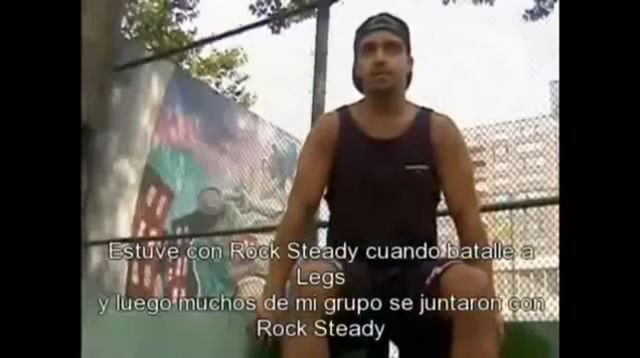 Estuve con Rock Steady cuando batalle a
Legs
y luego muchos de mi grupo se juntaron con
Rock Steady